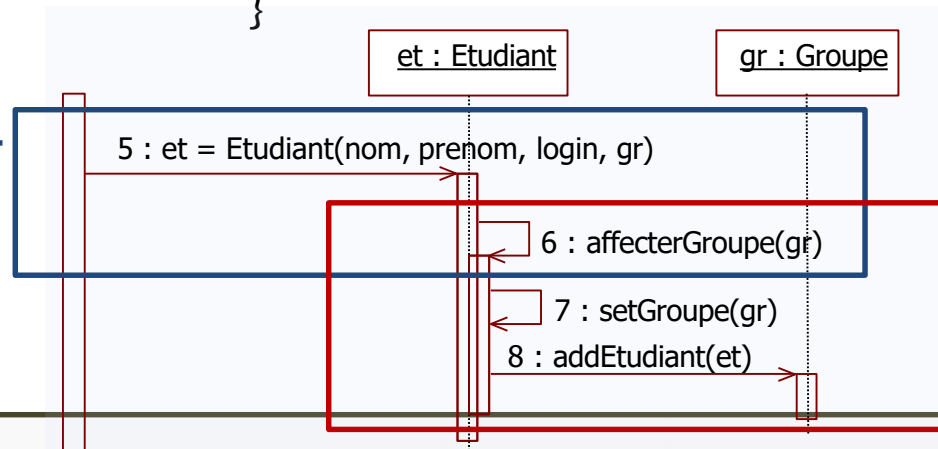 }
et : Etudiant
gr : Groupe
5 : et = Etudiant(nom, prenom, login, gr)
6 : affecterGroupe(gr)
7 : setGroupe(gr)
8 : addEtudiant(et)